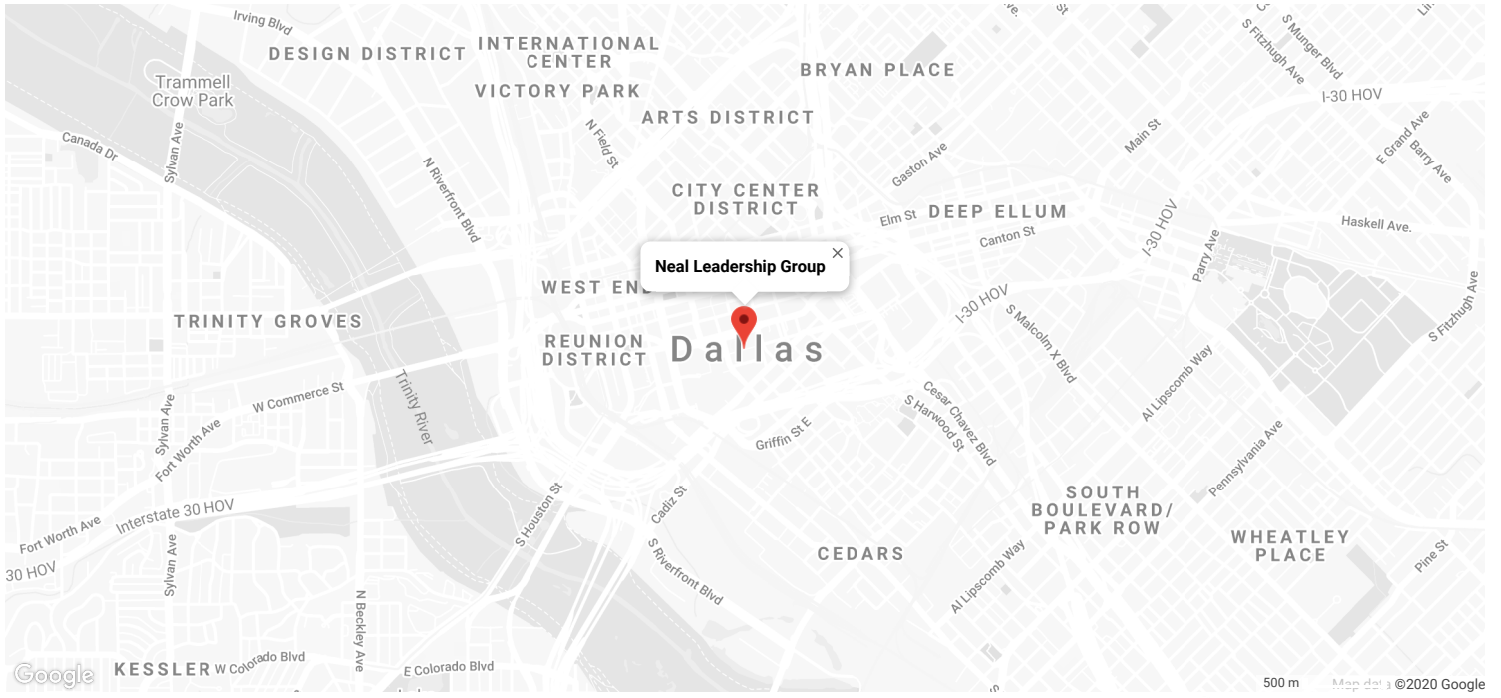 Irving Blvd
DESIGN DISTRICT
INTERNATIONAL
CENTER
VICTORY PARK
BRYAN PLACE
S Fitzhugh Ave
S Munger Blvd
I-30 HOV
Trammell
Crow Park
ARTS DISTRICT
Canada Dr
Sylvan Ave
N Field St
N Riverfront Blvd
Gaston Ave
Main St
E Grand Ave
Barry Ave
CITY CENTER
DISTRICT
Elm St
DEEP ELLUM
Canton St
I-30 HOV
Parry Ave
Haskell Ave.
Neal Leadership Group
WEST END
TRINITY GROVES
REUNION
DISTRICT
Dallas
I-30 HOV
S Malcolm X Blvd
S Fitzhugh Ave
Al Lipscomb Way
Trinity River
W Commerce St
Sylvan Ave
Fort Worth Ave
Griffin St E
S Harwood St
Cesar Chavez Blvd
Pennsylvania Ave
Interstate 30 HOV
Fort Worth Ave
30 HOV
Sylvan Ave
S Houston St
Cadiz St
SOUTH
BOULEVARD/
PARK ROW
WHEATLEY
PLACE
Pine St
CEDARS
S Riverfront Blvd
Al Lipscomb Way
N Beckley Ave
KESSLER
W Colorado Blvd
E Colorado Blvd
Google
500 m
Map data ©2020 Google